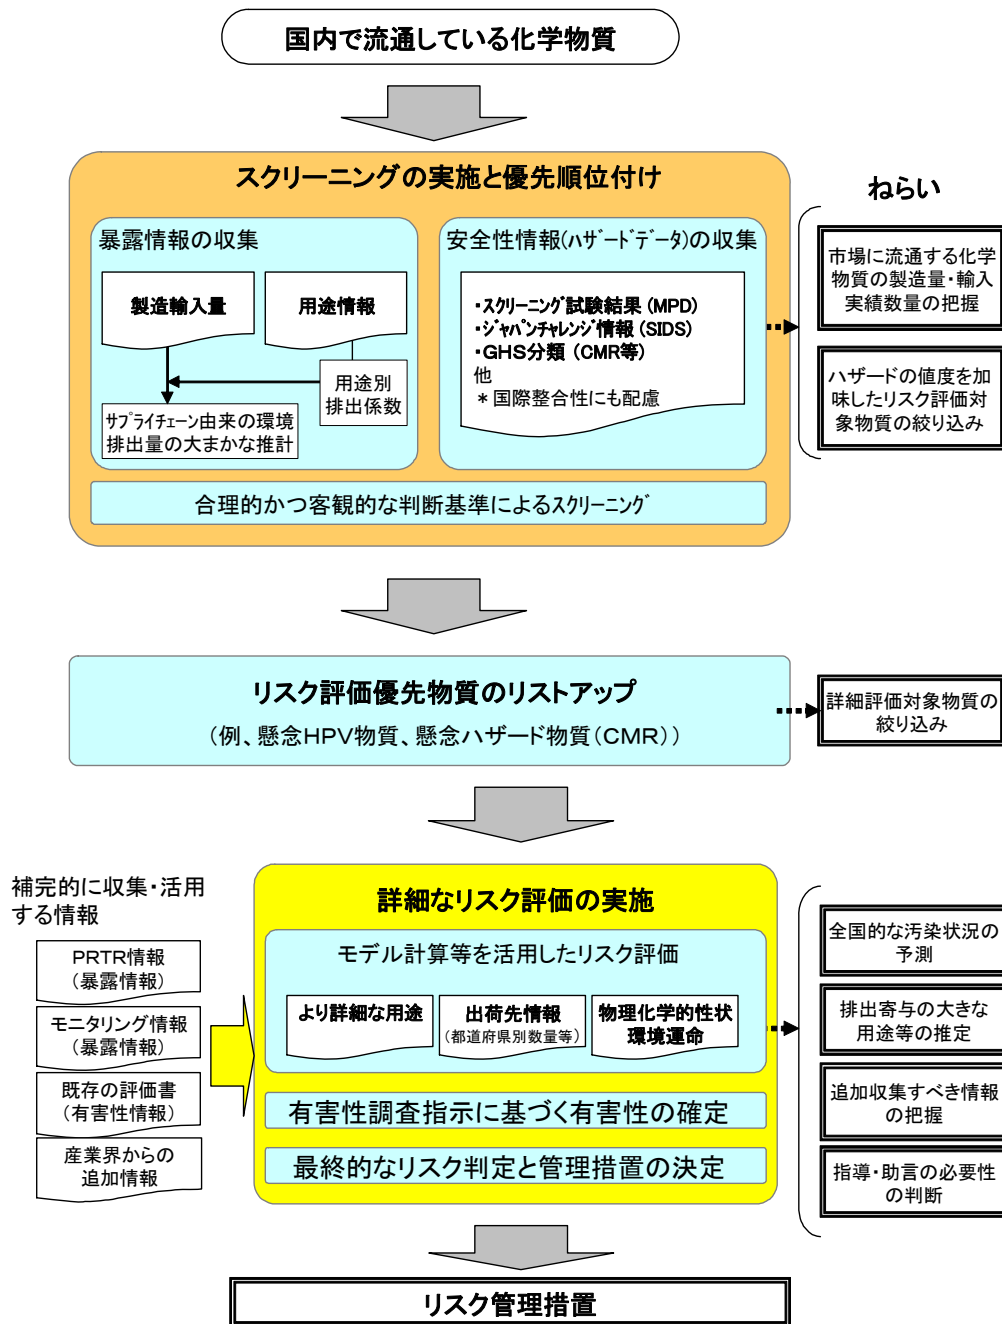 国内で流通している化学物質
スクリーニングの実施と優先順位付け
暴露情報の収集
製造輸入量
用途情報
用途別
排出係数
サプライチェーン由来の環境
排出量の大まかな推計
安全性情報(ハザードデータ)の収集
・スクリーニング試験結果(MPD)
・ジャパンチャレンジ情報(SIDS)
・GHS分類(CMR等)
他
＊国際整合性にも配慮
合理的かつ客観的な判断基準によるスクリーニング
ねらい
市場に流通する化学
物質の製造量・輸入
実績数量の把握
ハザードの値度を加
味したリスク評価対
象物質の絞り込み
リスク評価優先物質のリストアップ
（例、懸念HPV物質、懸念ハザード物質（CMR））
詳細評価対象物質の
絞り込み
補完的に収集・活用
する情報
PRTR情報
（暴露情報）
モニタリング情報
（暴露情報）
既存の評価書
（有害性情報）
産業界からの
追加情報
詳細なリスク評価の実施
モデル計算等を活用したリスク評価
より詳細な用途
出荷先情報
（都道府県別数量等）
物理化学的性状
環境運命
有害性調査指示に基づく有害性の確定
最終的なリスク判定と管理措置の決定
全国的な汚染状況の
予測
排出寄与の大きな
用途等の推定
追加収集すべき情報
の把握
指導・助言の必要性
の判断
リスク管理措置